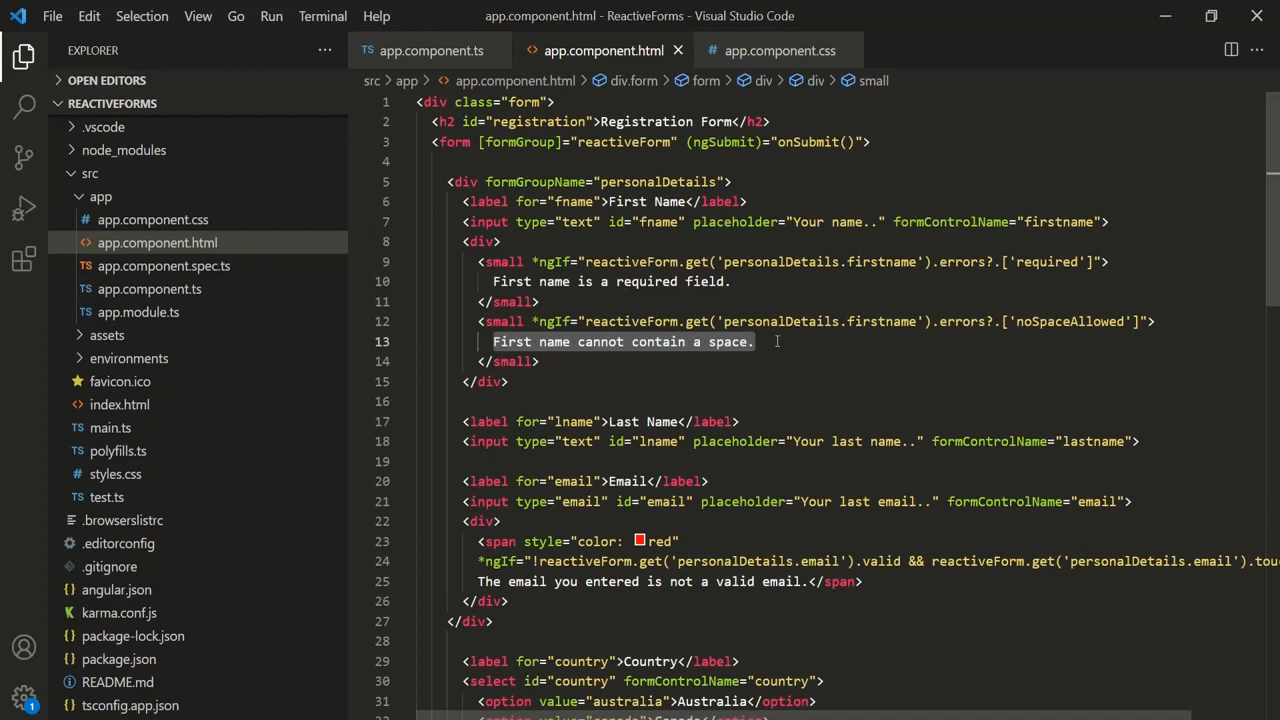 File Edit Selection View Go Run Terminal Help app.component.html - ReactiveForms - Visual Studio Code
EXPLORER
OPEN EDITORS
REACTIVEFORMS
.vscode
node_modules
src
app
app.component.css
app.component.html
app.component.spec.ts
app.component.ts
app.module.ts
assets
environments
favicon.ico
index.html
main.ts
polyfills.ts
styles.css
test.ts
.browserslistrc
.editorconfig
.gitignore
angular.json
karma.conf.js
package-lock.json
package.json
README.md
tsconfig.app.json
1
TS app.component.ts <> app.component.html # app.component.css
src > app > <> app.component.html > div.form > form > div > div > small
1 <div class="form">
2 <h2 id="registration">Registration Form</h2>
3 <form [formGroup]="reactiveForm" (ngSubmit)="onSubmit()">
4
5 <div formGroupName="personalDetails">
6 <label for="fname">First Name</label>
7 <input type="text" id="fname" placeholder="Your name.." formControlName="firstname">
8 <div>
9 <small *ngIf="reactiveForm.get('personalDetails.firstname').errors?.['required']">
10 First name is a required field.
11 </small>
12 <small *ngIf="reactiveForm.get('personalDetails.firstname').errors?.['noSpaceAllowed']">
13 First name cannot contain a space.
14 </small>
15 </div>
16
17 <label for="lname">Last Name</label>
18 <input type="text" id="lname" placeholder="Your last name.." formControlName="lastname">
19
20 <label for="email">Email</label>
21 <input type="email" id="email" placeholder="Your last email.." formControlName="email">
22 <div>
23 <span style="color: red"
24 *ngIf="!reactiveForm.get('personalDetails.email').valid && reactiveForm.get('personalDetails.email').tou
25 The email you entered is not a valid email.</span>
26 </div>
27 </div>
28
29 <label for="country">Country</label>
30 <select id="country" formControlName="country">
31 <option value="australia">Australia</option>